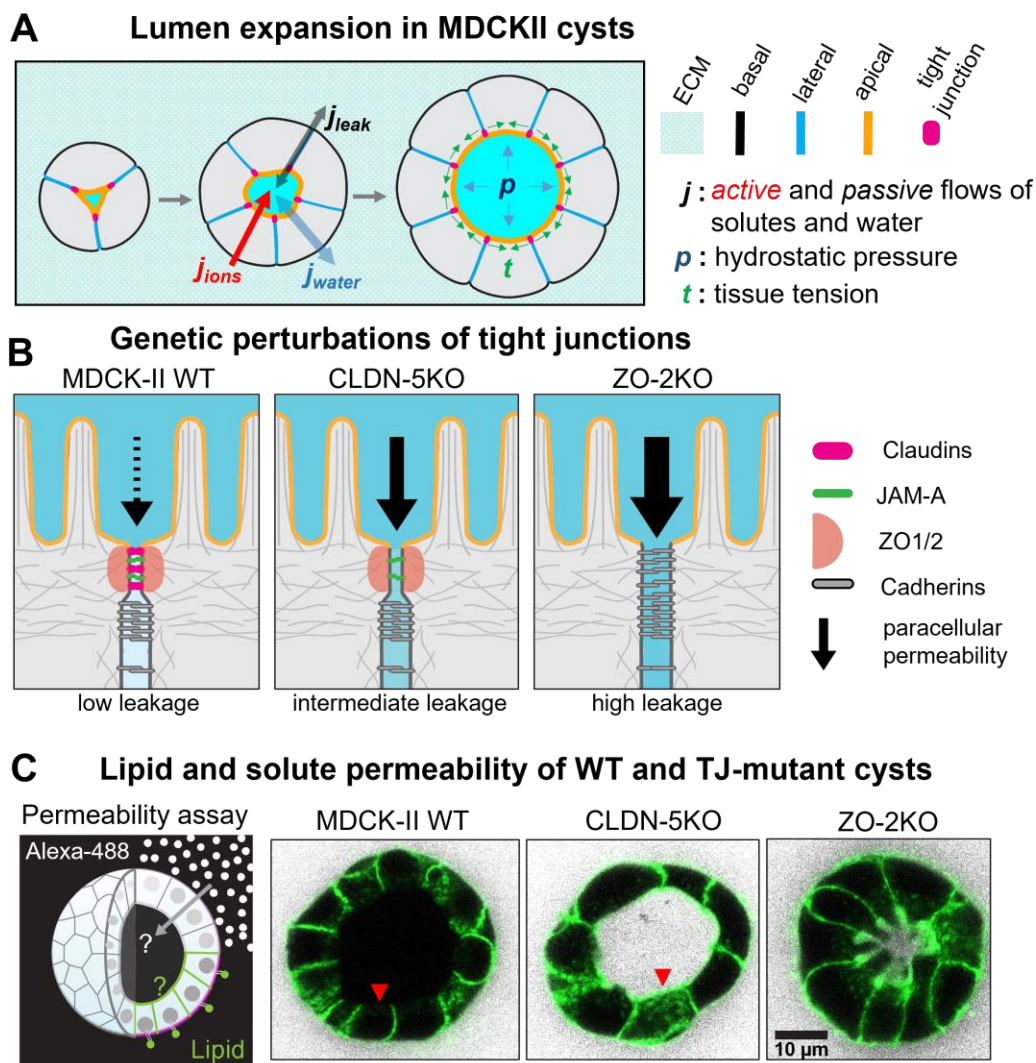 A Lumen expansion in MDCKII cysts
jleak
jions
jwater
p
t
ECM
basal
lateral
apical
tight
junction
j : active and passive flows of
solutes and water
p : hydrostatic pressure
t : tissue tension
B Genetic perturbations of tight junctions
MDCK-II WT CLDN-5KO ZO-2KO
Claudins
JAM-A
ZO1/2
Cadherins
paracellular
permeability
low leakage intermediate leakage high leakage
C Lipid and solute permeability of WT and TJ-mutant cysts
Permeability assay MDCK-II WT CLDN-5KO ZO-2KO
Alexa-488
?
?
Lipid
10 µm